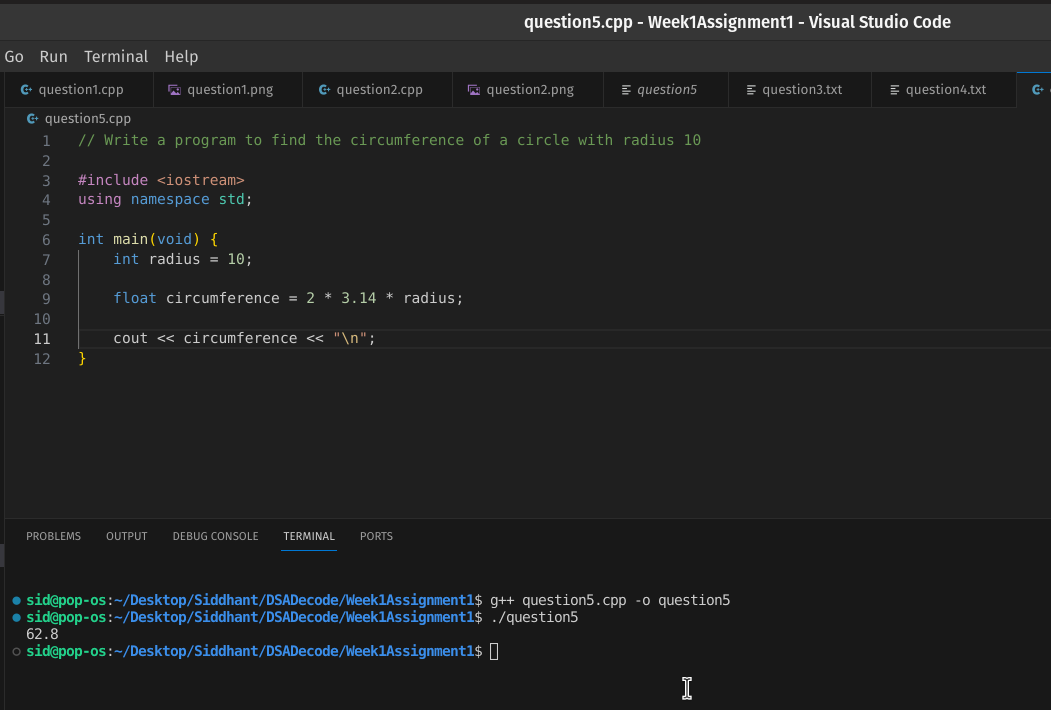 question5.cpp - Week1Assignment1 - Visual Studio Code
Go Run Terminal Help
question1.cpp question1.png question2.cpp question2.png question5 question3.txt question4.txt
question5.cpp
1 // Write a program to find the circumference of a circle with radius 10
2
3 #include <iostream>
4 using namespace std;
5
6 int main(void) {
7     int radius = 10;
8
9     float circumference = 2 * 3.14 * radius;
10
11     cout << circumference << "\n";
12 }
PROBLEMS OUTPUT DEBUG CONSOLE TERMINAL PORTS
sid@pop-os:~/Desktop/Siddhant/DSADecode/Week1Assignment1$ g++ question5.cpp -o question5
sid@pop-os:~/Desktop/Siddhant/DSADecode/Week1Assignment1$ ./question5
62.8
sid@pop-os:~/Desktop/Siddhant/DSADecode/Week1Assignment1$